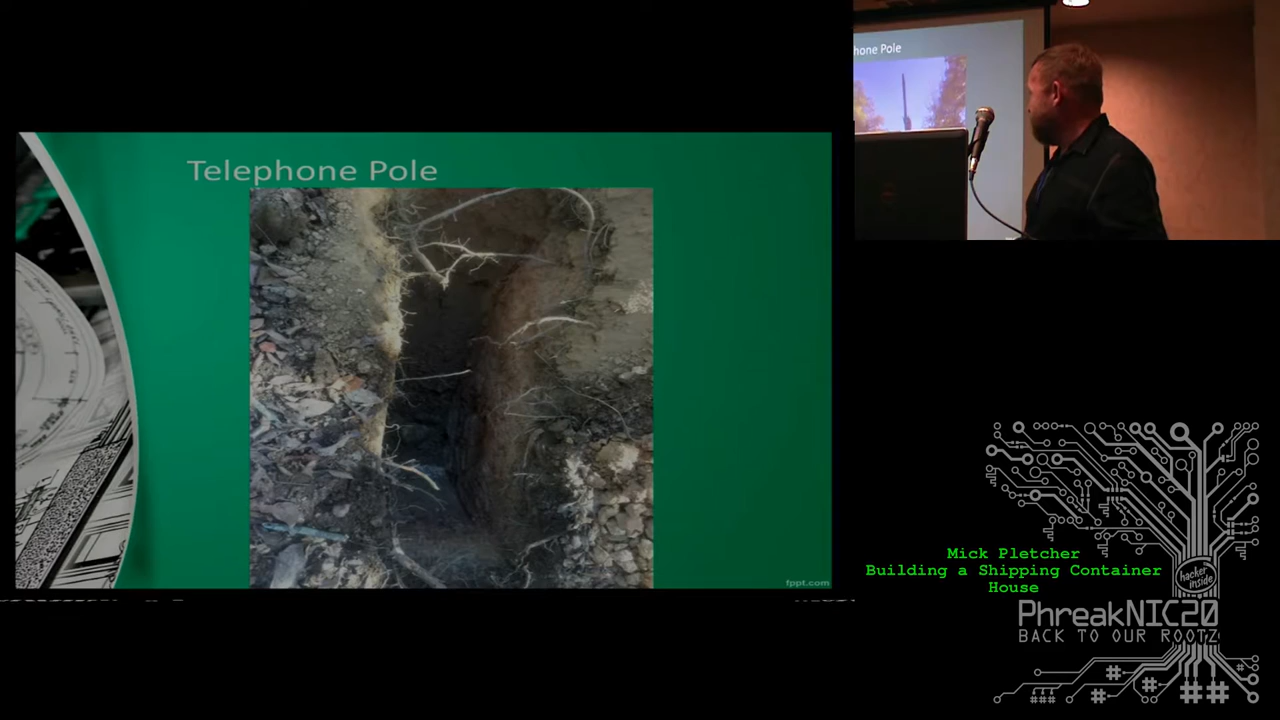 Telephone Pole
fppt.com
hone Pole
Mick Pletcher
Building a Shipping Container
House
hacker
inside
PhreakNIC20
BACK TO OUR ROOTZ